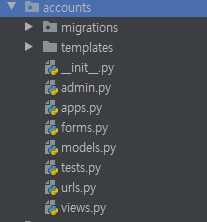 accounts
migrations
templates
__init__.py
admin.py
apps.py
forms.py
models.py
tests.py
urls.py
views.py